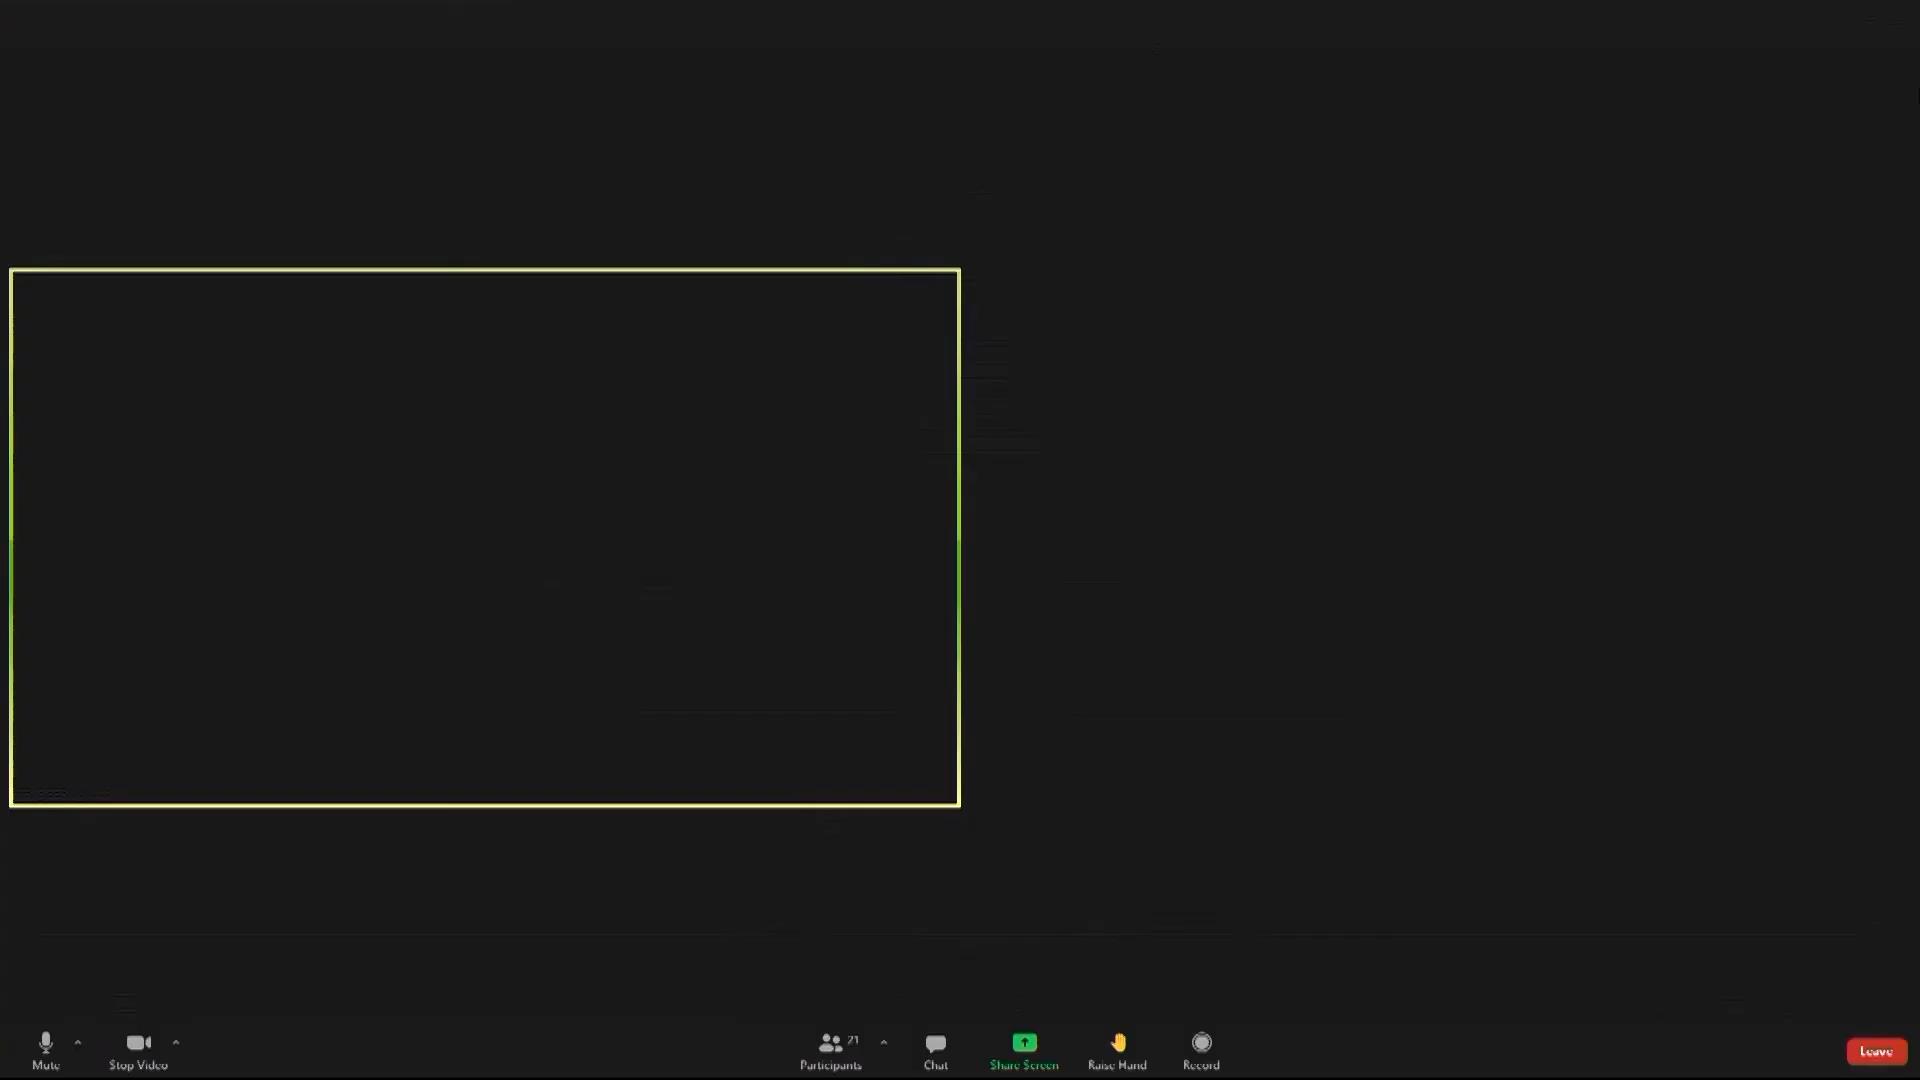 21
Mute
Stop Video
Participants
Chat
Share Screen
Raise Hand
Record
Leave